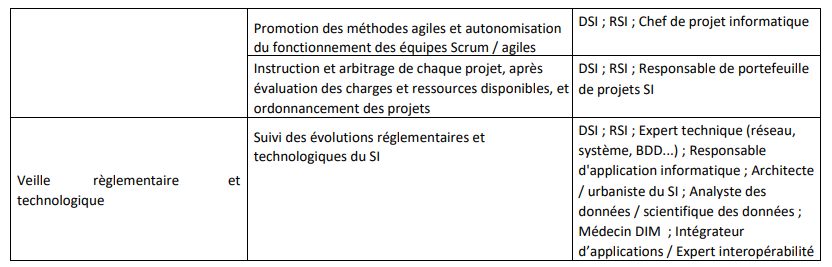 Promotion des méthodes agiles et autonomisation
du fonctionnement des équipes Scrum / agiles
DSI ; RSI ; Chef de projet informatique
Instruction et arbitrage de chaque projet, après
évaluation des charges et ressources disponibles, et
ordonnancement des projets
DSI ; RSI ; Responsable de portefeuille
de projets SI
Veille règlementaire et
technologique
Suivi des évolutions réglementaires et
technologiques du SI
DSI ; RSI ; Expert technique (réseau,
système, BDD...) ; Responsable
d'application informatique ; Architecte
/ urbaniste du SI ; Analyste des
données / scientifique des données ;
Médecin DIM ; Intégrateur
d’applications / Expert interopérabilité